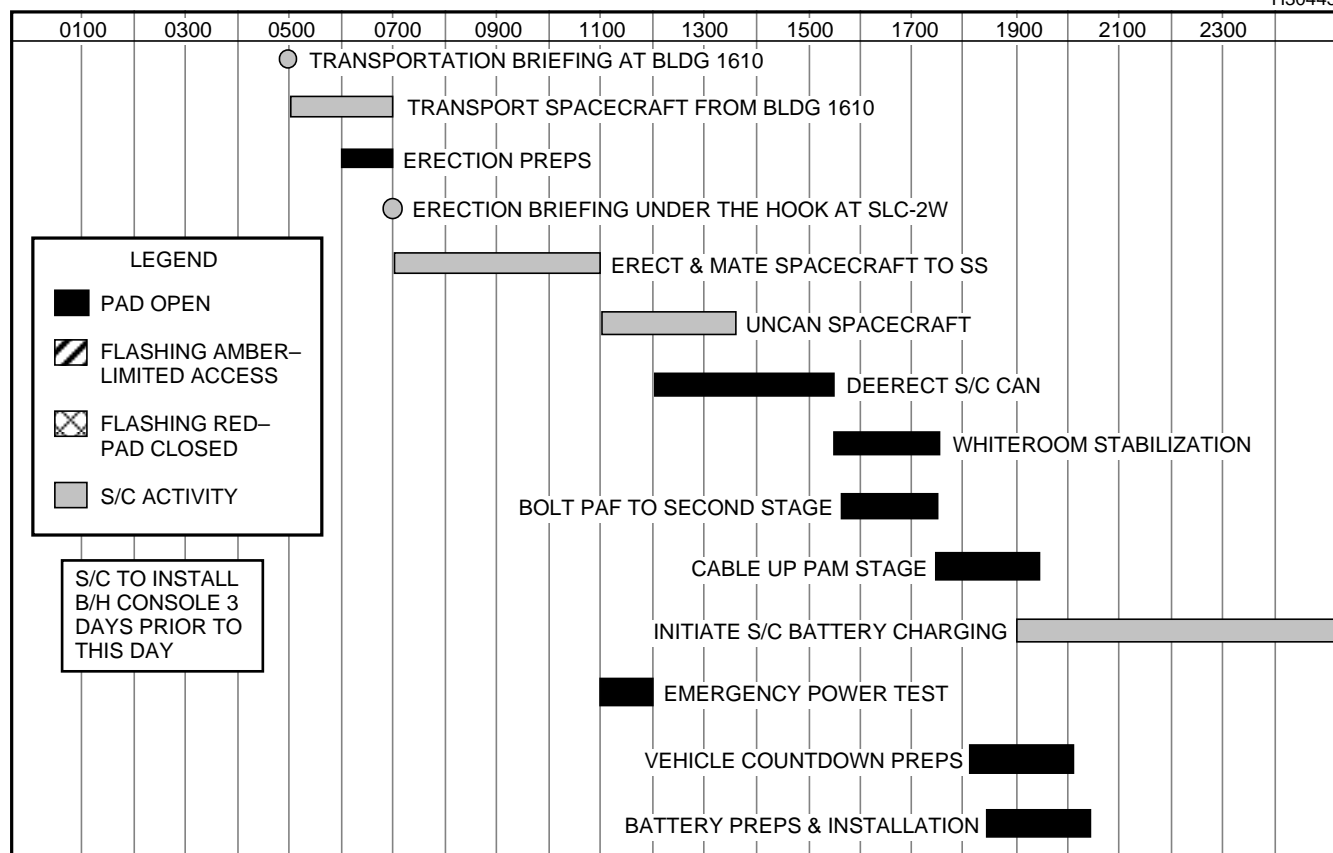 0100 0300 0500 0700 0900 1100 1300 1500 1700 1900 2100 2300
TRANSPORTATION BRIEFING AT BLDG 1610
TRANSPORT SPACECRAFT FROM BLDG 1610
ERECTION PREPS
ERECTION BRIEFING UNDER THE HOOK AT SLC-2W
ERECT & MATE SPACECRAFT TO SS
UNCAN SPACECRAFT
DEERECT S/C CAN
WHITEROOM STABILIZATION
BOLT PAF TO SECOND STAGE
CABLE UP PAM STAGE
INITIATE S/C BATTERY CHARGING
EMERGENCY POWER TEST
VEHICLE COUNTDOWN PREPS
BATTERY PREPS & INSTALLATION
LEGEND
PAD OPEN
FLASHING AMBER–
LIMITED ACCESS
FLASHING RED–
PAD CLOSED
S/C ACTIVITY
S/C TO INSTALL
B/H CONSOLE 3
DAYS PRIOR TO
THIS DAY